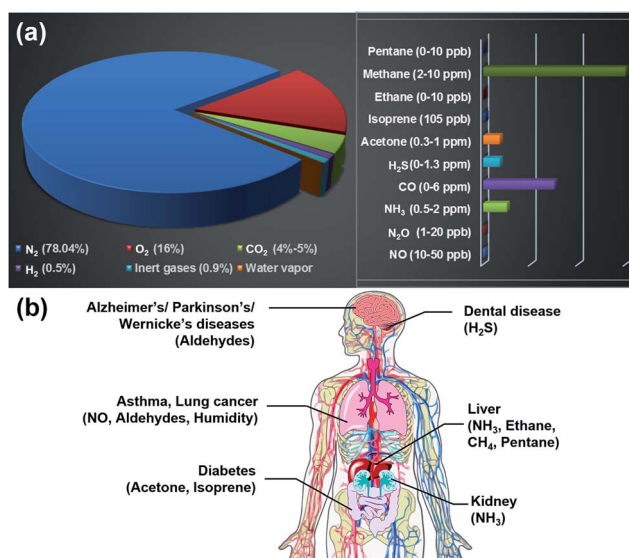 (a)
Pentane (0-10 ppb)
Methane (2-10 ppm)
Ethane (0-10 ppb)
Isoprene (105 ppb)
Acetone (0.3-1 ppm)
H₂S (0-1.3 ppm)
CO (0-6 ppm)
NH₃ (0.5-2 ppm)
N₂O (1-20 ppb)
NO (10-50 ppb)
N₂ (78.04%) O₂ (16%) CO₂ (4%-5%)
H₂ (0.5%) Inert gases (0.9%) Water vapor
(b)
Alzheimer's/ Parkinson's/
Wernicke's diseases
(Aldehydes)
Dental disease
(H₂S)
Asthma, Lung cancer
(NO, Aldehydes, Humidity)
Liver
(NH₃, Ethane,
CH₄, Pentane)
Diabetes
(Acetone, Isoprene)
Kidney
(NH₃)